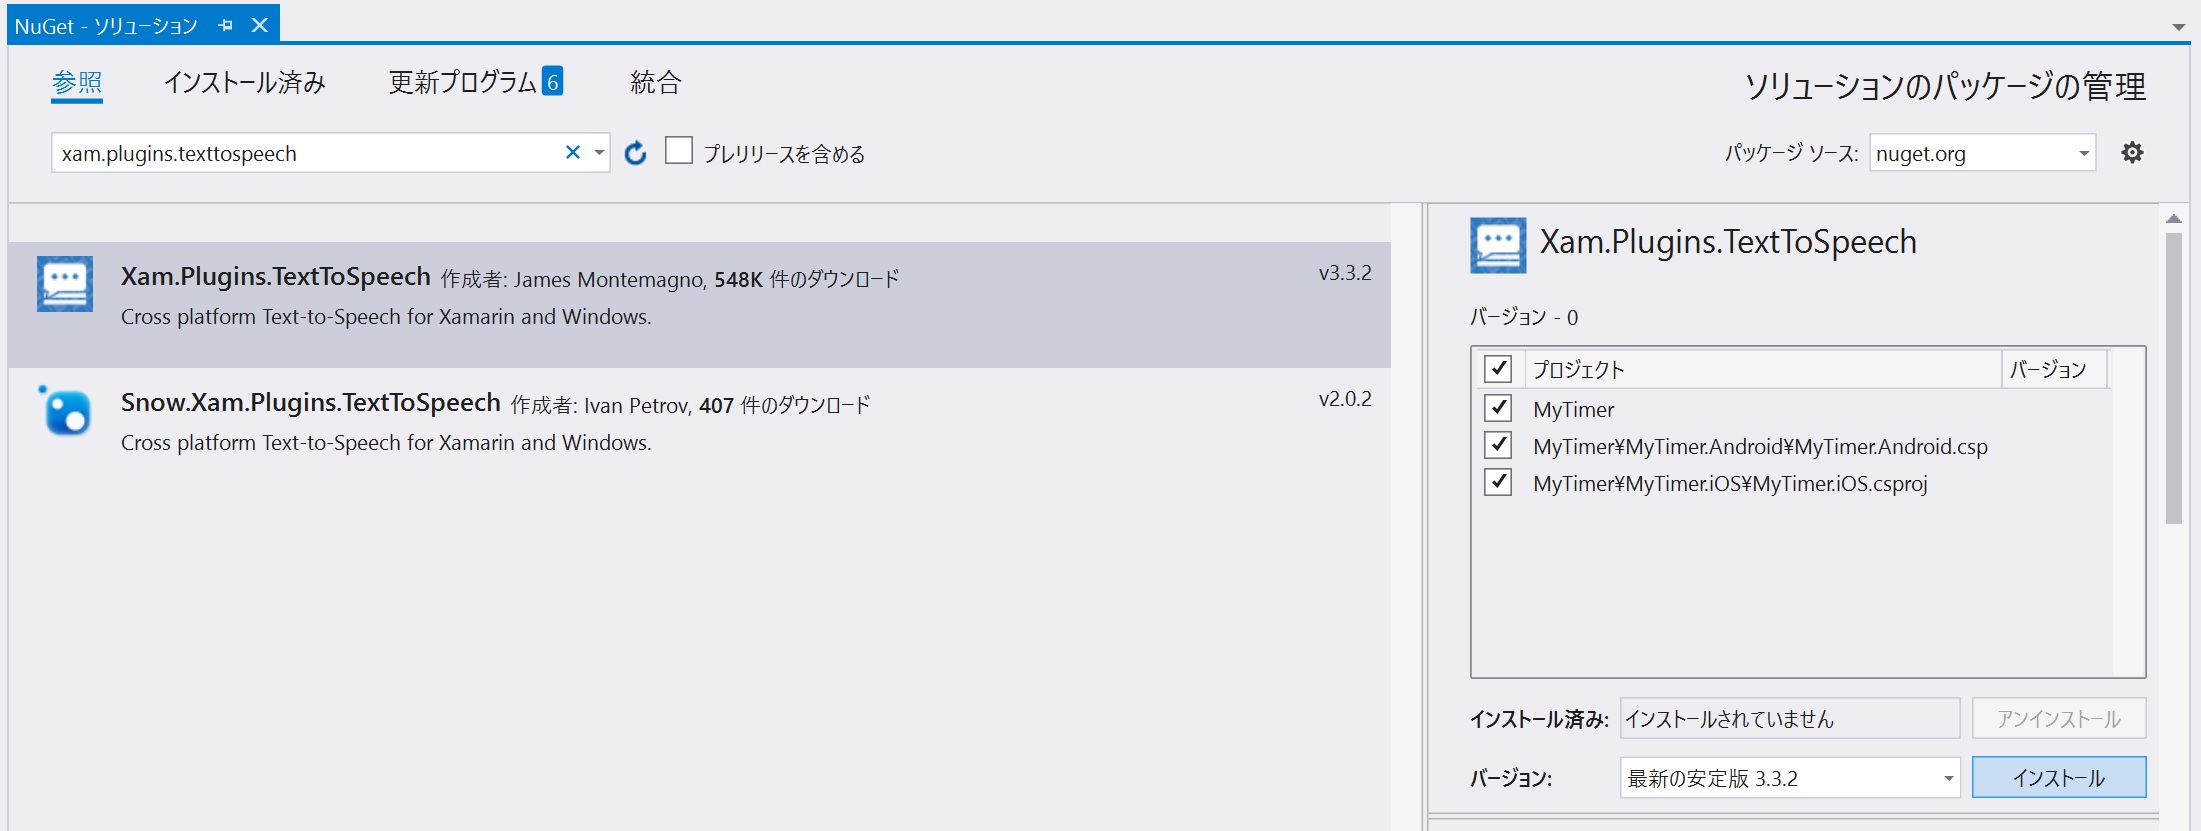 NuGet - ソリューション
参照 インストール済み 更新プログラム 6 統合
ソリューションのパッケージの管理
xam.plugins.texttospeech
プレリリースを含める
パッケージ ソース: nuget.org
Xam.Plugins.TextToSpeech 作成者: James Montemagno, 548K 件のダウンロード v3.3.2
Cross platform Text-to-Speech for Xamarin and Windows.
Snow.Xam.Plugins.TextToSpeech 作成者: Ivan Petrov, 407 件のダウンロード v2.0.2
Cross platform Text-to-Speech for Xamarin and Windows.
Xam.Plugins.TextToSpeech
バージョン - 0
プロジェクト バージョン
MyTimer
MyTimer¥MyTimer.Android¥MyTimer.Android.csp
MyTimer¥MyTimer.iOS¥MyTimer.iOS.csproj
インストール済み: インストールされていません アンインストール
バージョン: 最新の安定版 3.3.2 インストール